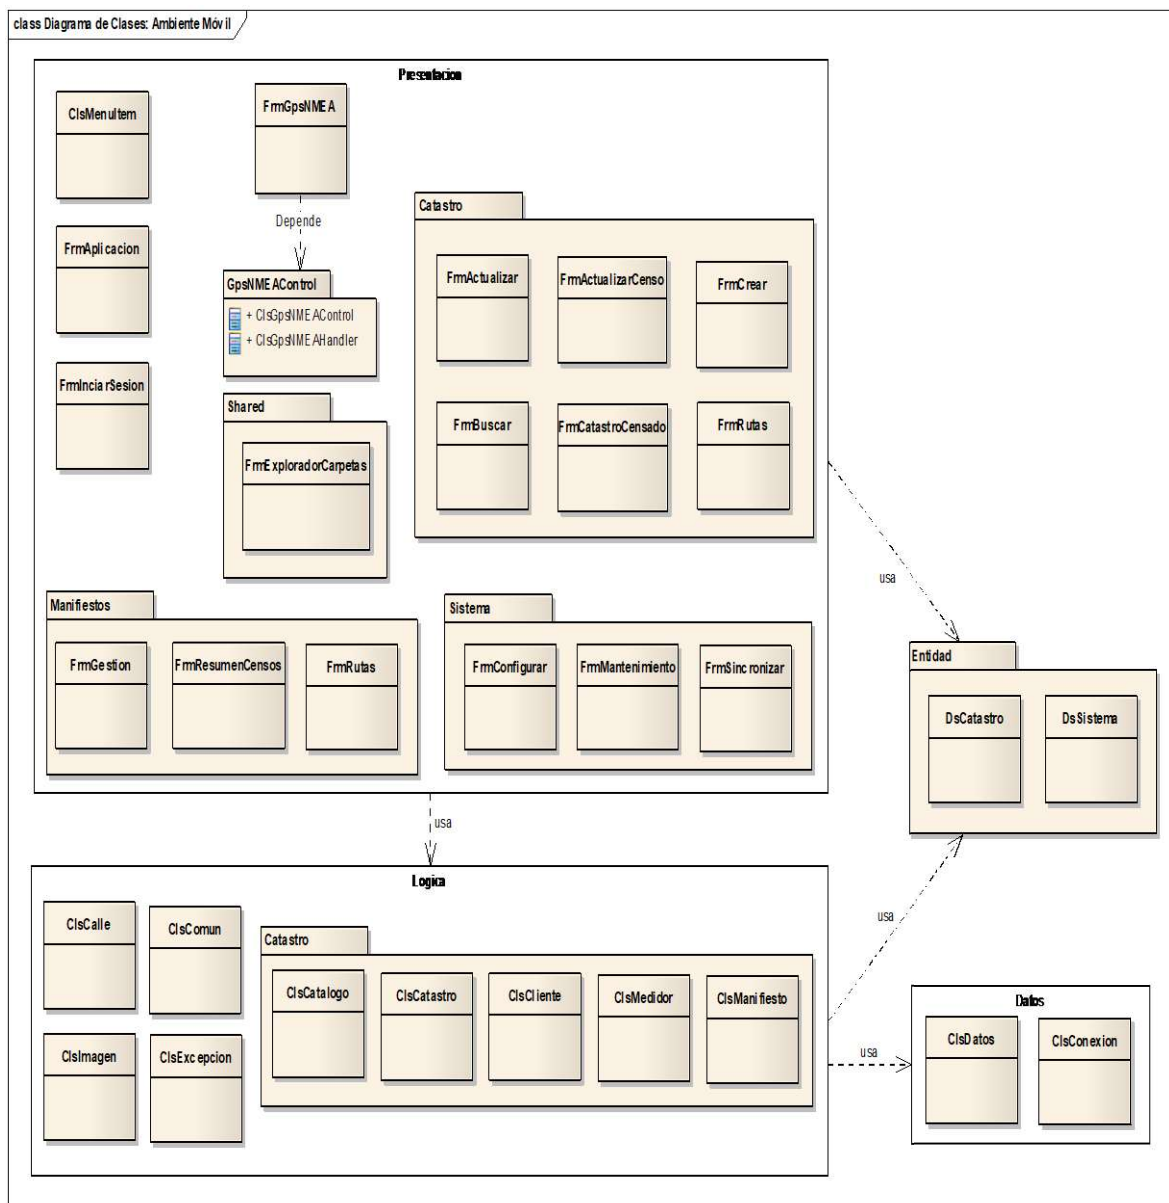 class Diagrama de Clases: Ambiente Móvil
Presentacion
ClsMenuItem
FrmGpsNMEA
Depende
FrmAplicacion
GpsNMEAControl
+ ClsGpsNMEAControl
+ ClsGpsNMEAHandler
FrmInciarSesion
Shared
FrmExploradorCarpetas
Catastro
FrmActualizar
FrmActualizarCenso
FrmCrear
FrmBuscar
FrmCatastroCensado
FrmRutas
Manifiestos
FrmGestion
FrmResumenCensos
FrmRutas
Sistema
FrmConfigurar
FrmMantenimiento
FrmSincronizar
usa
Entidad
DsCatastro
DsSistema
usa
Logica
ClsCalle
ClsComun
ClsImagen
ClsExcepcion
Catastro
ClsCatalogo
ClsCatastro
ClsCliente
ClsMedidor
ClsManifiesto
usa
usa
Datos
ClsDatos
ClsConexion